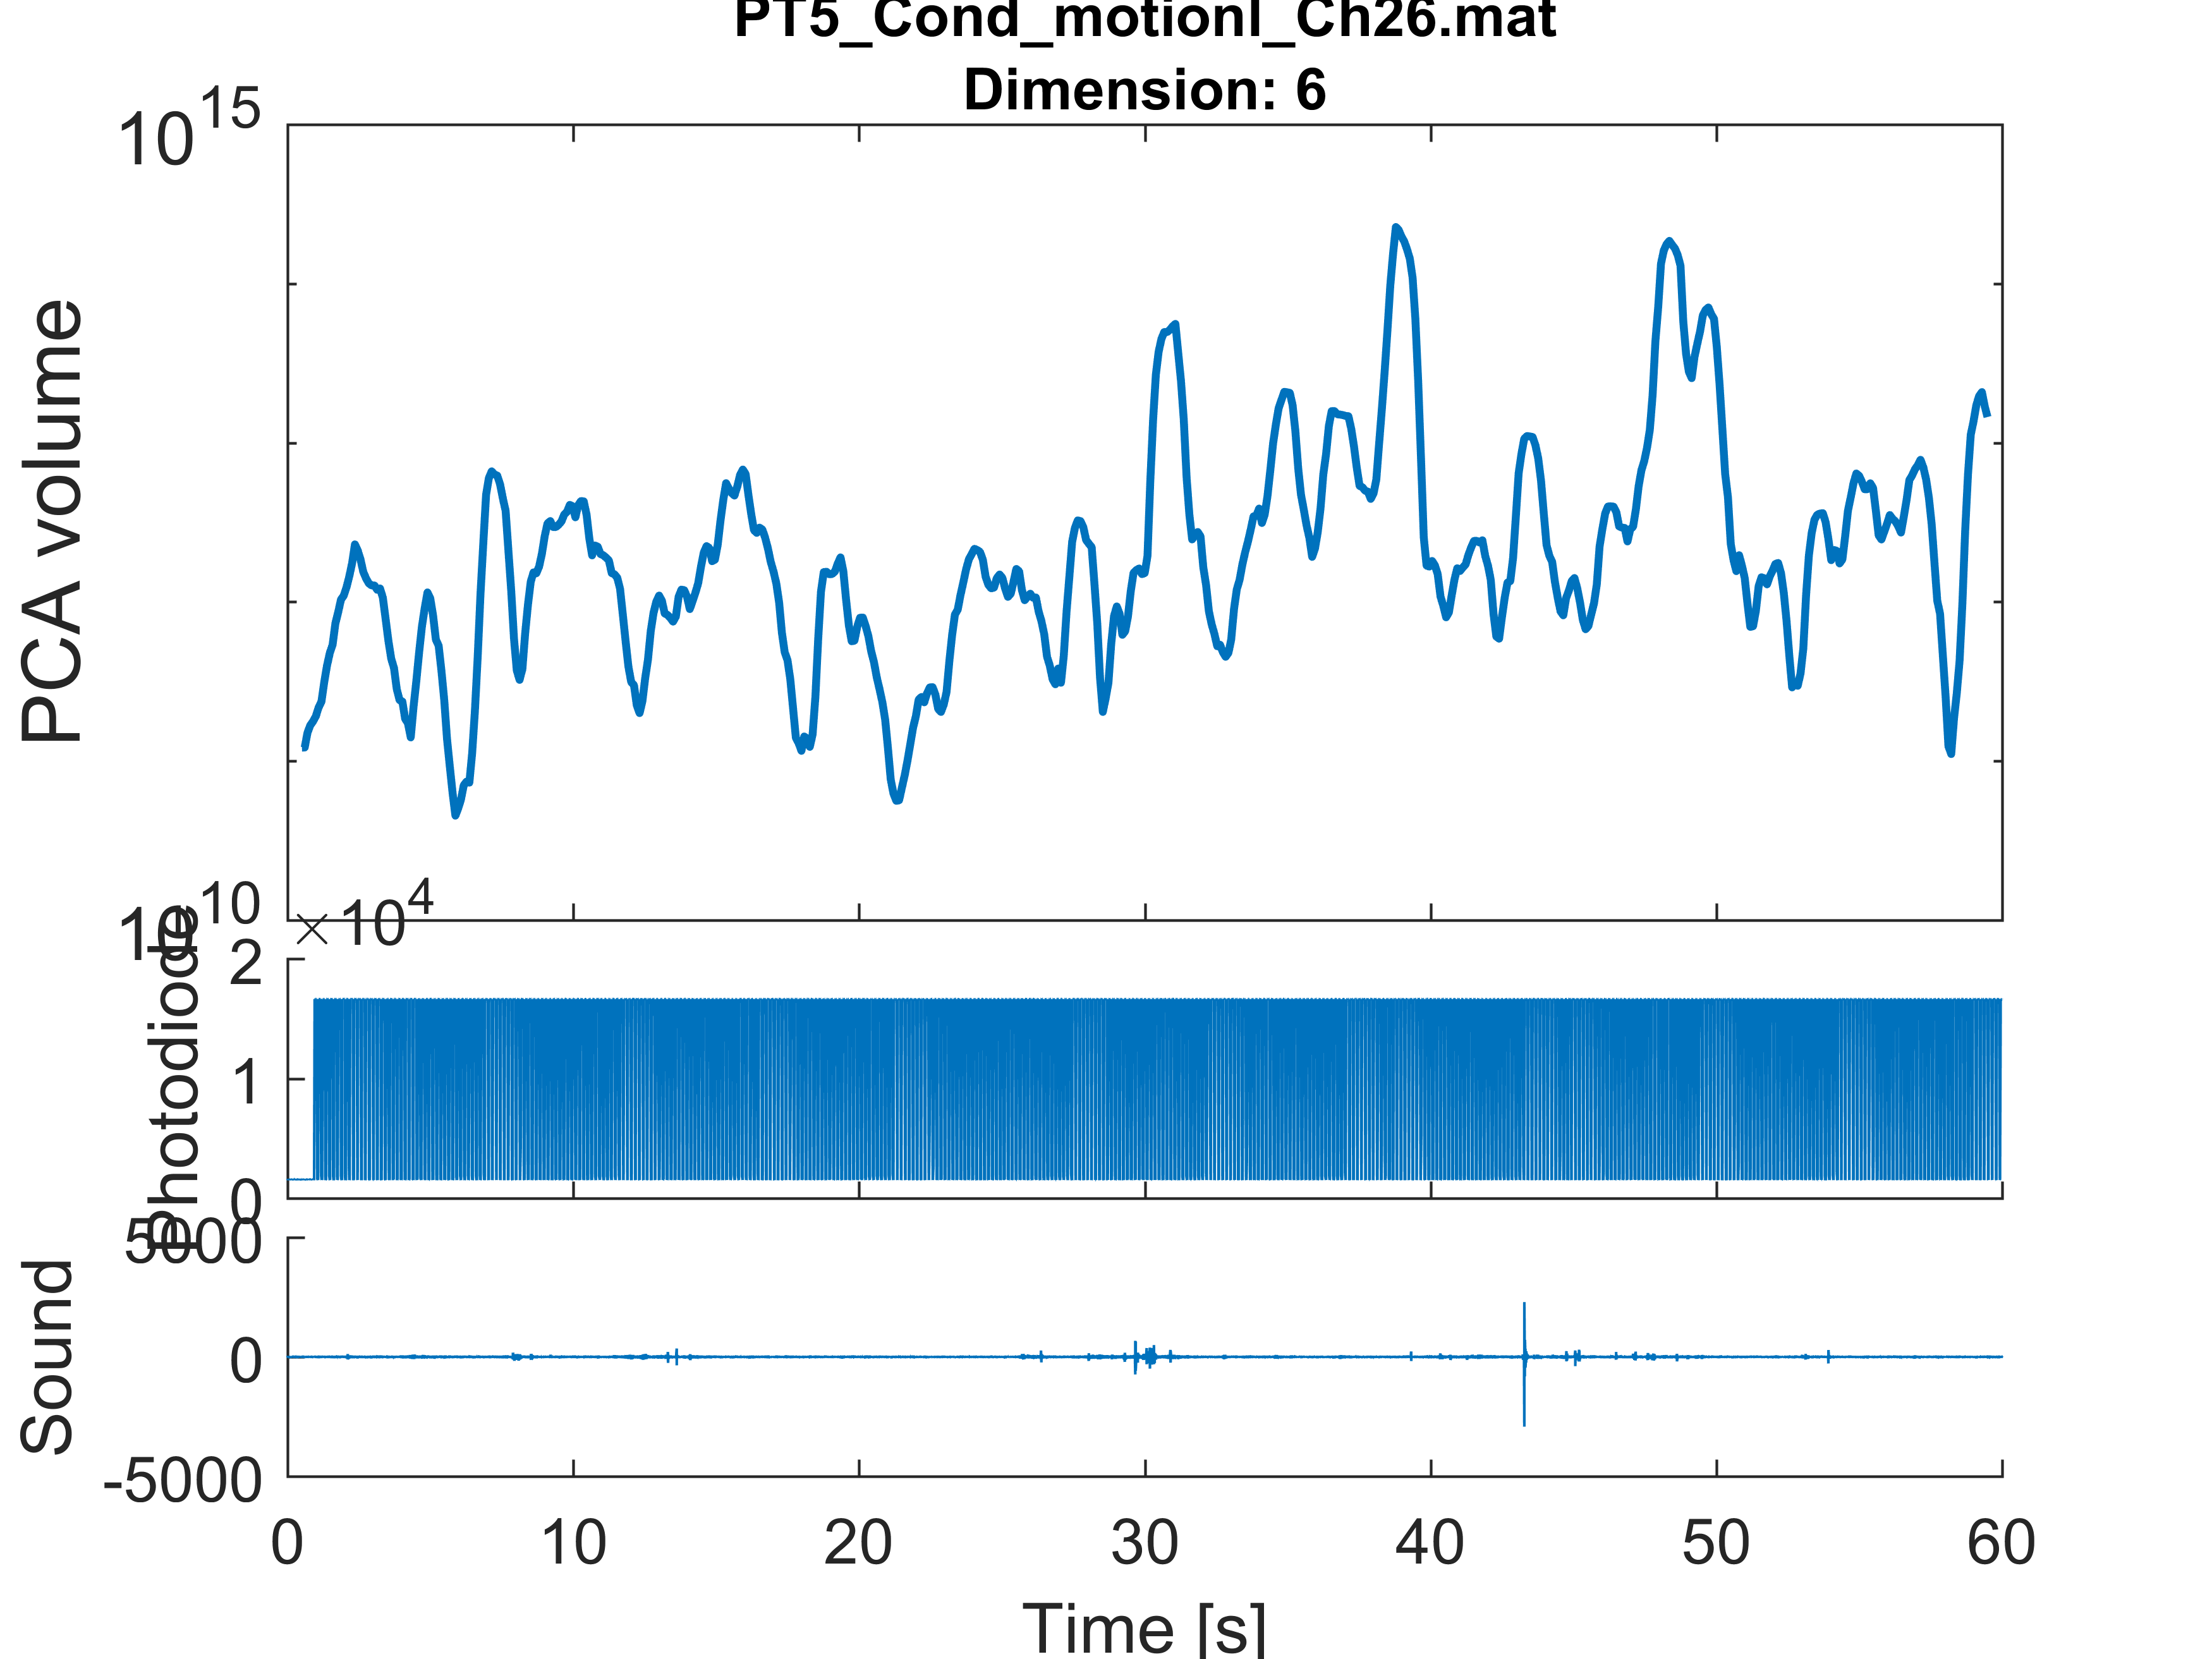 PT5_Cond_motionI_Ch26.mat
Dimension: 6
10^15
PCA volume
10^10
×10^4
2
1
0
Photodiode
5000
0
-5000
Sound
0 10 20 30 40 50 60
Time [s]